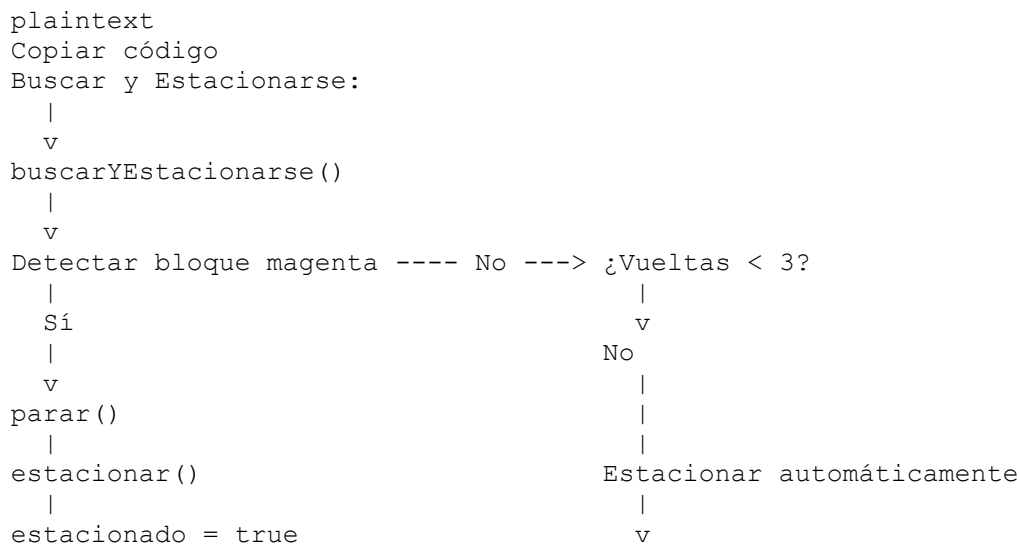 plaintext
Copiar código
Buscar y Estacionarse:
  |
  v
buscarYEstacionarse()
  |
  v
Detectar bloque magenta ---- No ---> ¿Vueltas < 3?
  |                                     |
  Sí                                    v
  |                                   No
  v                                     |
parar()                                 |
  |                                     |
estacionar()                          Estacionar automáticamente
  |                                     |
estacionado = true                      v